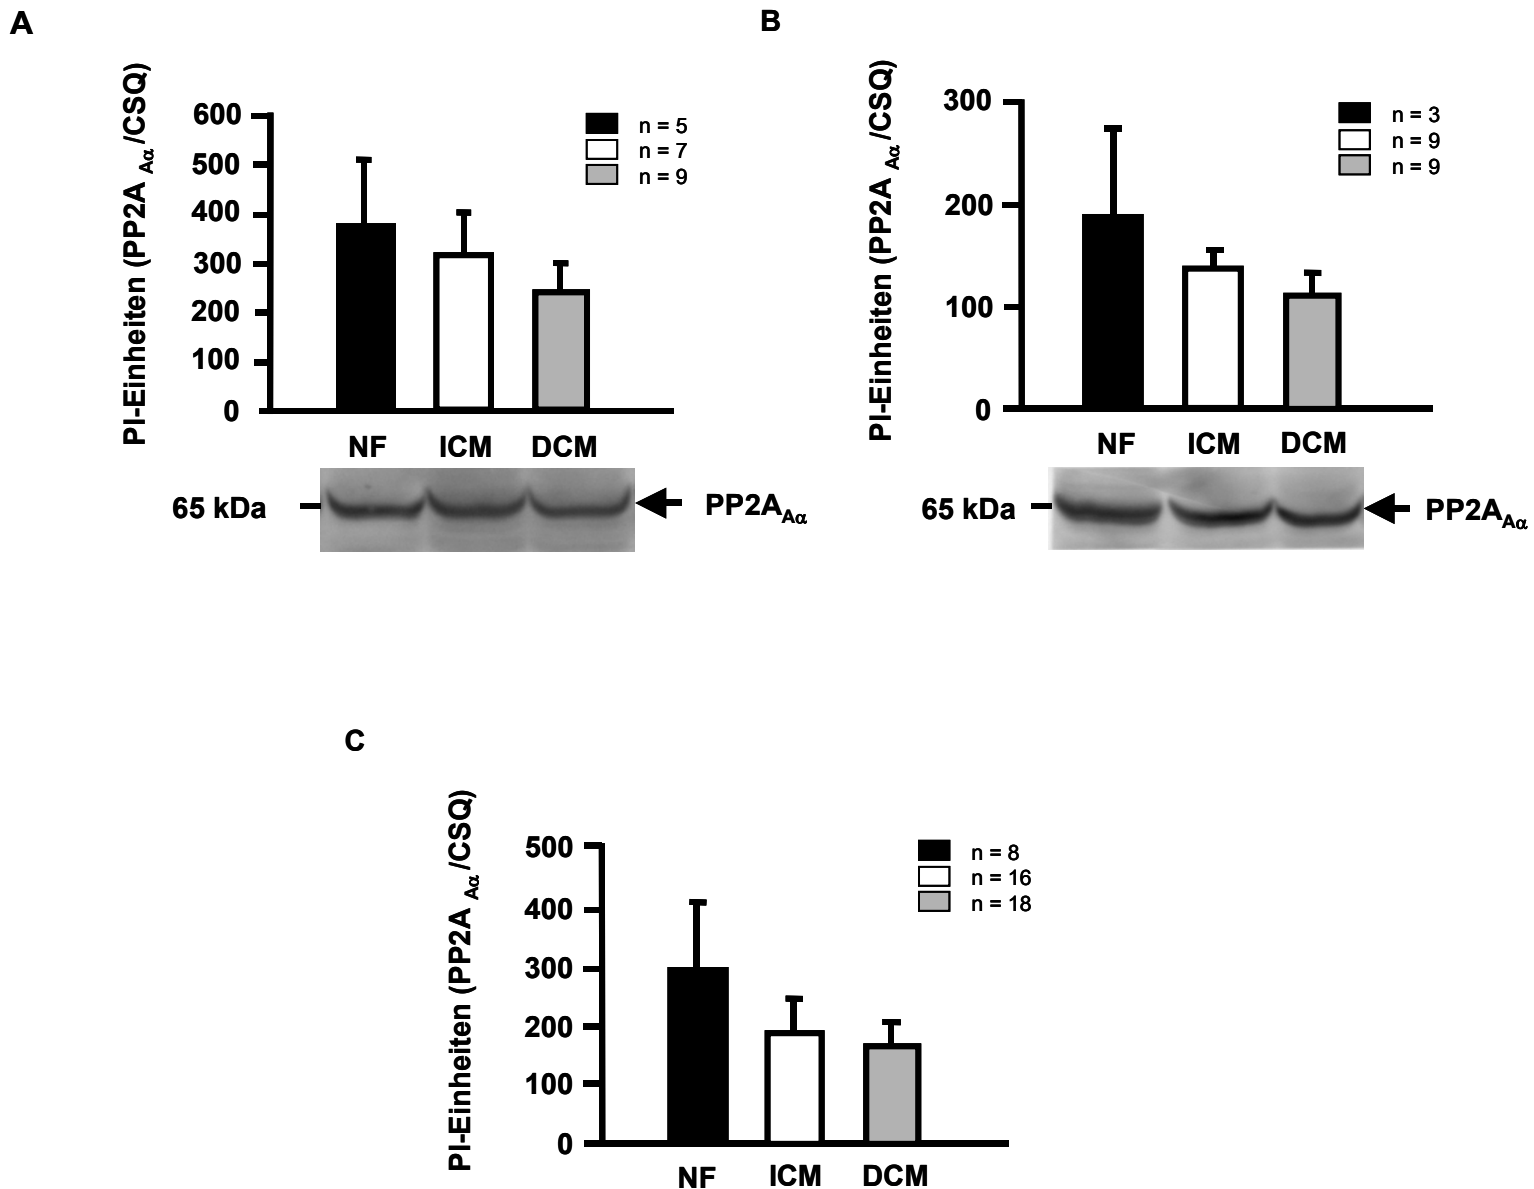 A
PI-Einheiten (PP2A Aα /CSQ)
600
500
400
300
200
100
0
n = 5
n = 7
n = 9
NF ICM DCM
65 kDa
PP2AAα
B
PI-Einheiten (PP2A Aα /CSQ)
300
200
100
0
n = 3
n = 9
n = 9
NF ICM DCM
65 kDa
PP2AAα
C
PI-Einheiten (PP2A Aα /CSQ)
500
400
300
200
100
0
n = 8
n = 16
n = 18
NF ICM DCM